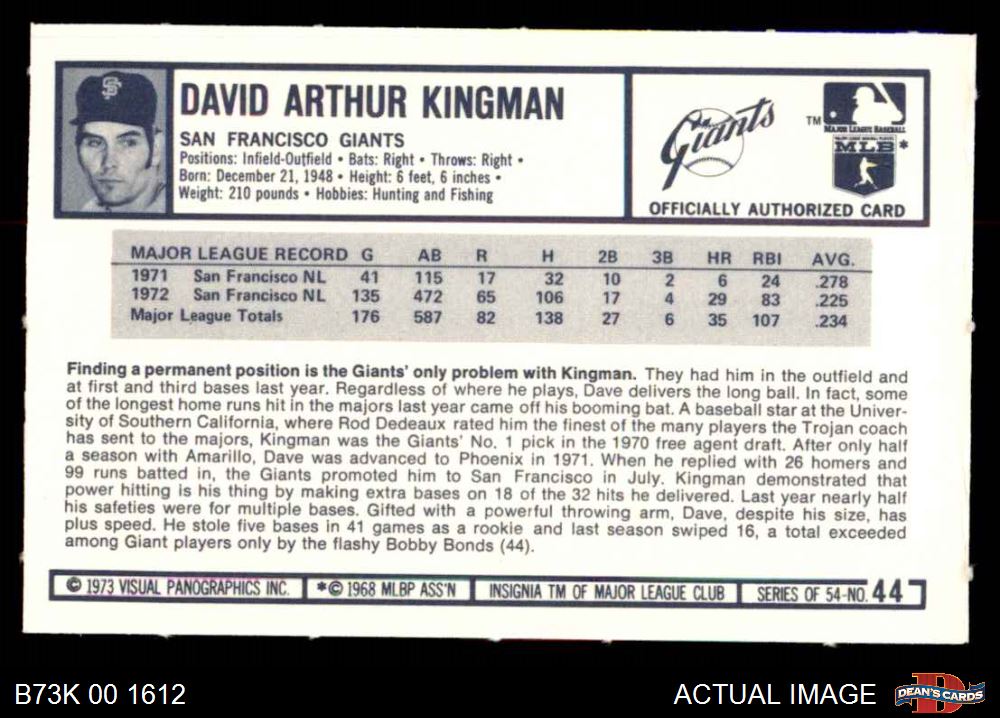 SF
DAVID ARTHUR KINGMAN
SAN FRANCISCO GIANTS
Positions: Infield-Outfield • Bats: Right • Throws: Right •
Born: December 21, 1948 • Height: 6 feet, 6 inches •
Weight: 210 pounds • Hobbies: Hunting and Fishing
Giants
TM
MAJOR LEAGUE BASEBALL
MLB*
OFFICIALLY AUTHORIZED CARD
MAJOR LEAGUE RECORD G AB R H 2B 3B HR RBI AVG.
1971 San Francisco NL 41 115 17 32 10 2 6 24 .278
1972 San Francisco NL 135 472 65 106 17 4 29 83 .225
Major League Totals 176 587 82 138 27 6 35 107 .234
Finding a permanent position is the Giants' only problem with Kingman. They had him in the outfield and
at first and third bases last year. Regardless of where he plays, Dave delivers the long ball. In fact, some
of the longest home runs hit in the majors last year came off his booming bat. A baseball star at the Univer-
sity of Southern California, where Rod Dedeaux rated him the finest of the many players the Trojan coach
has sent to the majors, Kingman was the Giants' No. 1 pick in the 1970 free agent draft. After only half
a season with Amarillo, Dave was advanced to Phoenix in 1971. When he replied with 26 homers and
99 runs batted in, the Giants promoted him to San Francisco in July. Kingman demonstrated that
power hitting is his thing by making extra bases on 18 of the 32 hits he delivered. Last year nearly half
his safeties were for multiple bases. Gifted with a powerful throwing arm, Dave, despite his size, has
plus speed. He stole five bases in 41 games as a rookie and last season swiped 16, a total exceeded
among Giant players only by the flashy Bobby Bonds (44).
© 1973 VISUAL PANOGRAPHICS INC. *© 1968 MLBP ASS'N INSIGNIA TM OF MAJOR LEAGUE CLUB SERIES OF 54-NO. 44
B73K 00 1612
ACTUAL IMAGE
DEAN'S CARDS